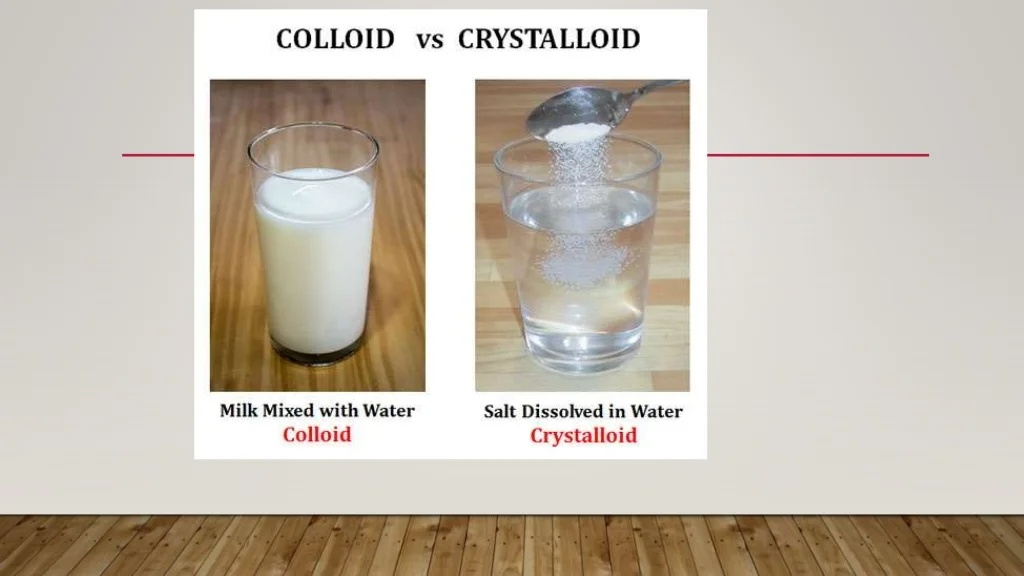 COLLOID vs CRYSTALLOID
Milk Mixed with Water
Colloid
Salt Dissolved in Water
Crystalloid